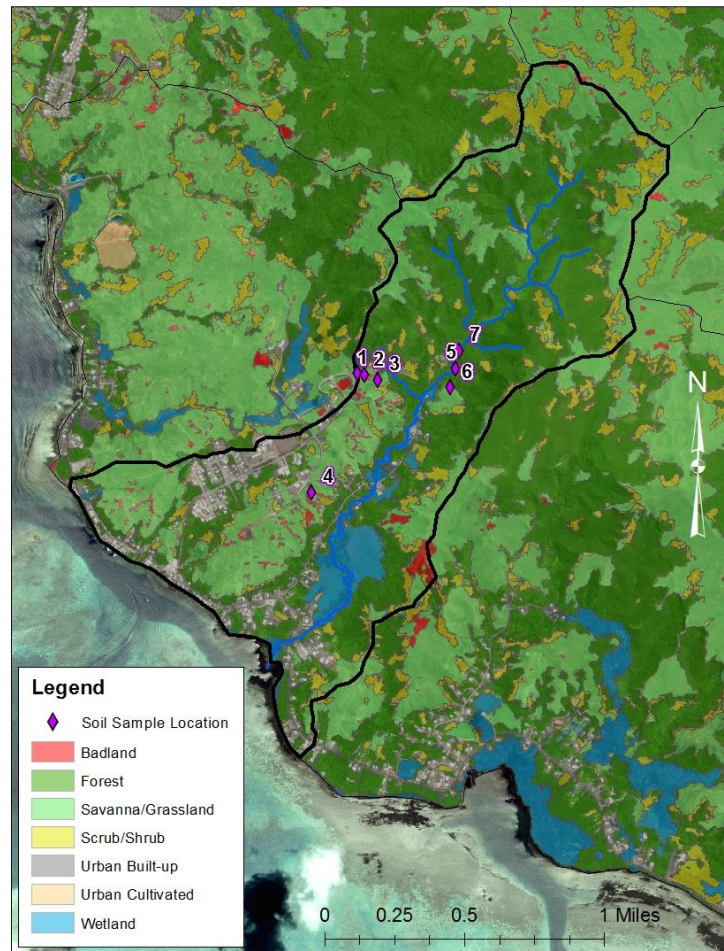 7
5
1
2
3
6
N
4
Legend
Soil Sample Location
Badland
Forest
Savanna/Grassland
Scrub/Shrub
Urban Built-up
Urban Cultivated
Wetland
0 0.25 0.5 1 Miles